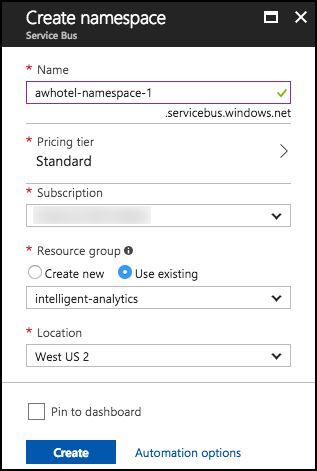 Create namespace
Service Bus
* Name
awhotel-namespace-1
.servicebus.windows.net
* Pricing tier
Standard
* Subscription
* Resource group
Create new Use existing
intelligent-analytics
* Location
West US 2
Pin to dashboard
Create Automation options